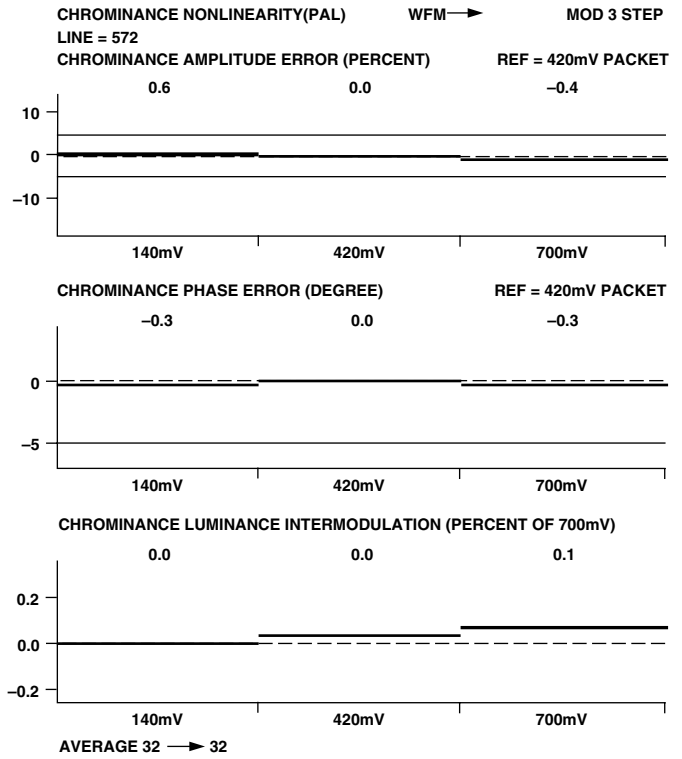 CHROMINANCE NONLINEARITY(PAL) WFM → MOD 3 STEP
LINE = 572
CHROMINANCE AMPLITUDE ERROR (PERCENT) REF = 420mV PACKET
0.6 0.0 –0.4
10
0
–10
140mV 420mV 700mV
CHROMINANCE PHASE ERROR (DEGREE) REF = 420mV PACKET
–0.3 0.0 –0.3
0
–5
140mV 420mV 700mV
CHROMINANCE LUMINANCE INTERMODULATION (PERCENT OF 700mV)
0.0 0.0 0.1
0.2
0.0
–0.2
140mV 420mV 700mV
AVERAGE 32 → 32